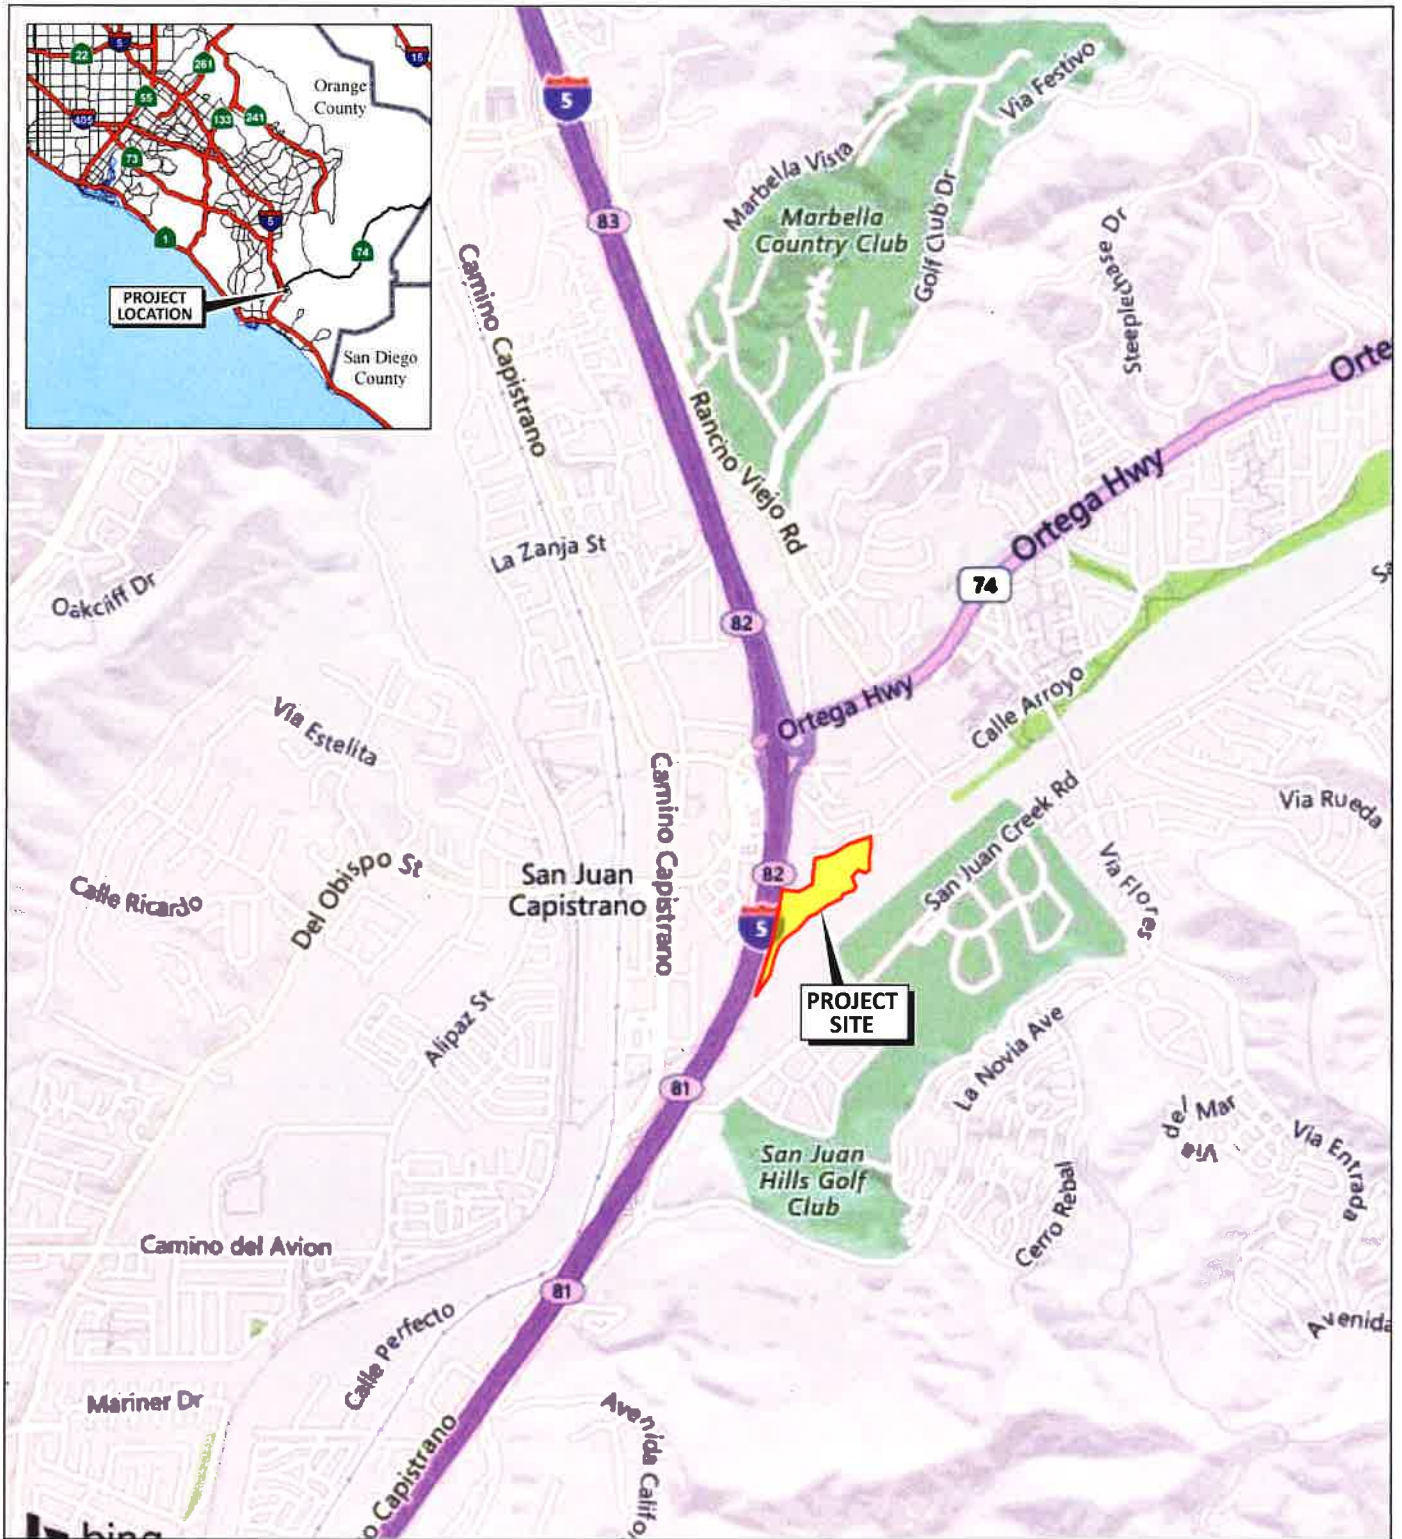 22
5
261
15
Orange
County
55
405
133
241
73
5
1
74
PROJECT
LOCATION
San Diego
County
5
Via Festivo
Marbella Vista
Marbella
Country Club
Golf Club Dr
83
Steeplechase Dr
Camino Capistrano
Rancho Viejo Rd
Orte
Ortega Hwy
La Zanja St
74
Oakcliff Dr
82
Sa
Ortega Hwy
Calle Arroyo
Via Estelita
Camino Capistrano
San Juan Creek Rd
Via Rueda
Via Flores
Del Obispo St
82
San Juan
Capistrano
Calle Ricardo
5
PROJECT
SITE
Alipaz St
La Novia Ave
81
del Mar
Via
Via Entrada
San Juan
Hills Golf
Club
Cerro Rebal
Camino del Avion
81
Avenida
Calle Perfecto
Mariner Dr
Avenida Calif
o Capistrano
bing